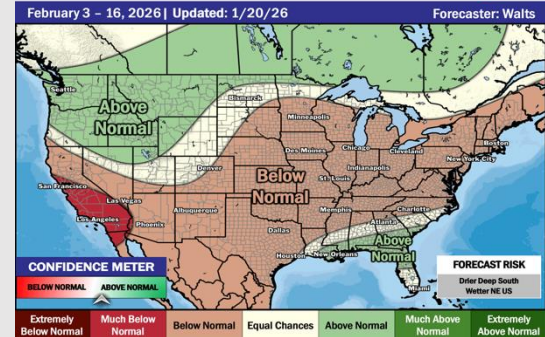 February 3 – 16, 2026 | Updated: 1/20/26
Forecaster: Walts
Seattle
Above
Normal
Bismarck
Minneapolis
Boston
Des Moines
Chicago
Cleveland
New York City
Denver
Below
Normal
Indianapolis
St. Louis
San Francisco
Las Vegas
Los Angeles
Phoenix
Albuquerque
Memphis
Charlotte
Atlanta
Dallas
Above
Normal
Houston
New Orleans
Miami
CONFIDENCE METER
BELOW NORMAL
ABOVE NORMAL
FORECAST RISK
Drier Deep South
Wetter NE US
Extremely
Below Normal
Much Below
Normal
Below Normal
Equal Chances
Above Normal
Much Above
Normal
Extremely
Above Normal